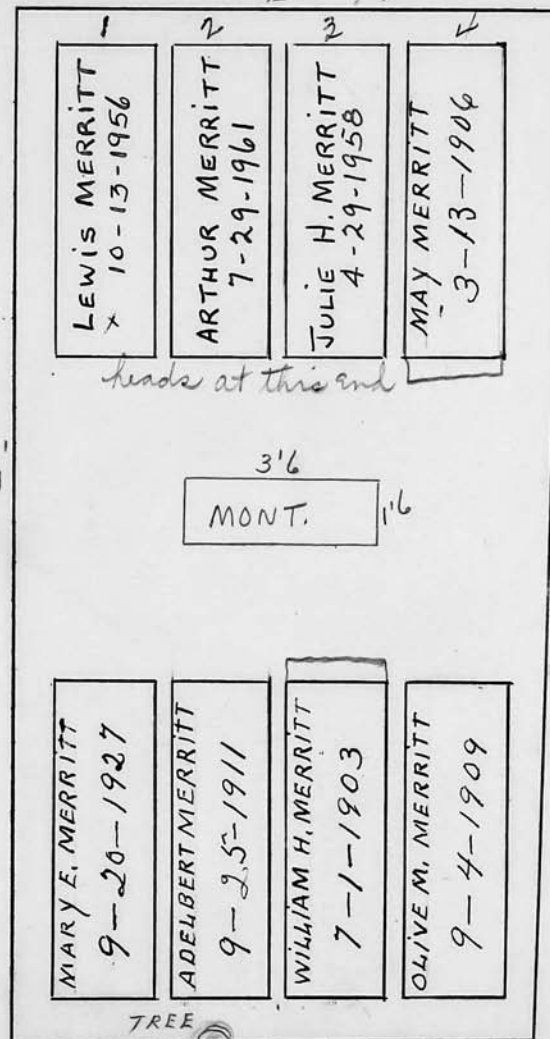 1 2 3 4
LEWIS MERRITT
x 10-13-1956
ARTHUR MERRITT
7-29-1961
JULIE H. MERRITT
4-29-1958
MAY MERRITT
3-13-1906
heads at this end
3'6
MONT.
1'6
MARY E. MERRITT
9-20-1927
ADELBERT MERRITT
9-25-1911
WILLIAM H. MERRITT
7-1-1903
OLIVE M. MERRITT
9-4-1909
TREE